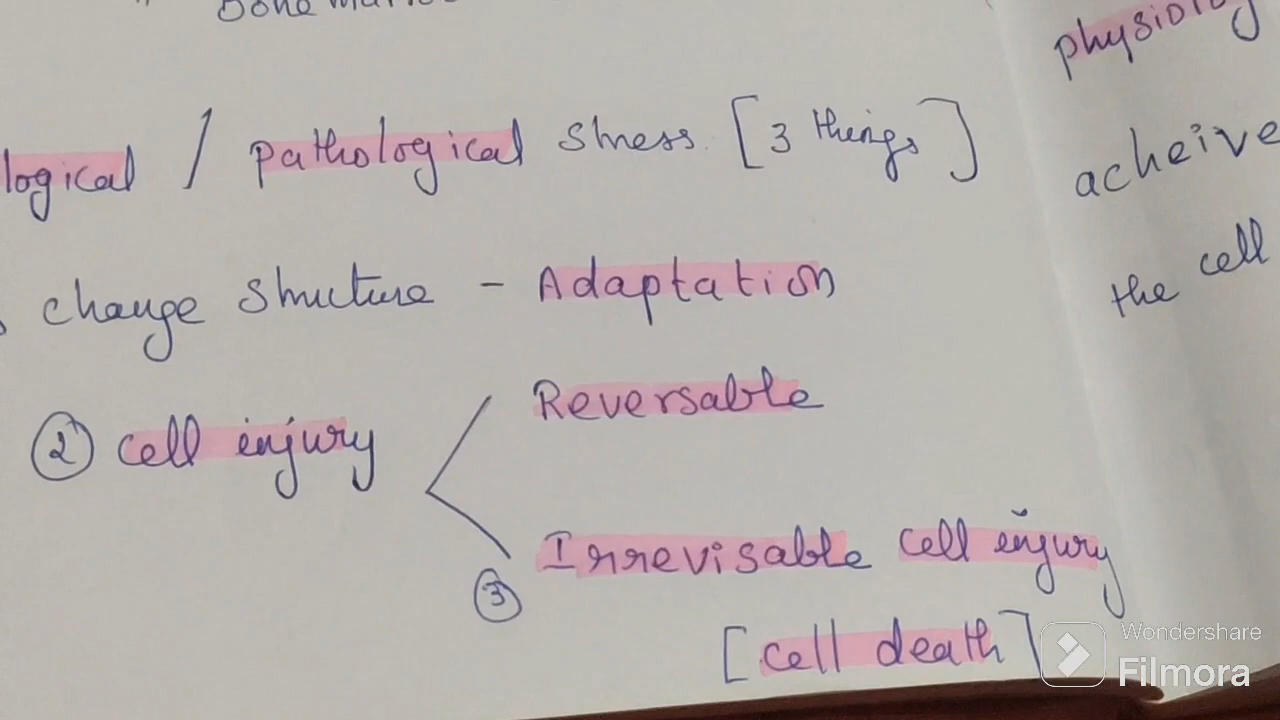 logical / pathological stress [3 things]
change structure - Adaptation
② cell injury
Reversable
③ Irrevisable cell injury
[cell death]
acheive
the cell
Wondershare
Filmora